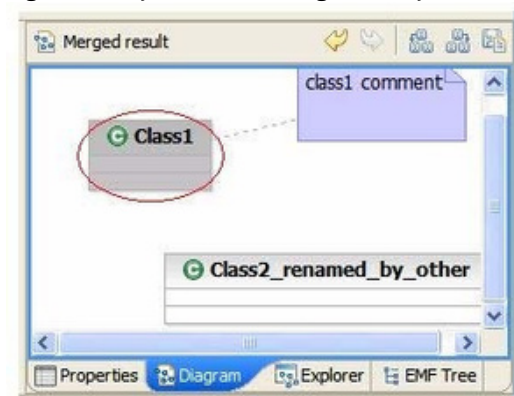 Merged result
class1 comment
Class1
Class2_renamed_by_other
Properties Diagram Explorer EMF Tree